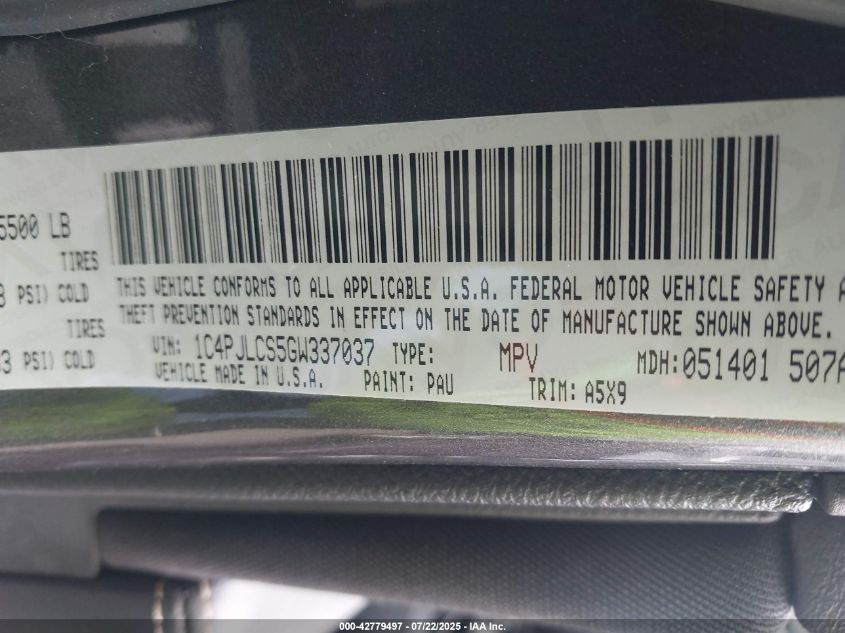 5500 LB
TIRES
PSI) COLD
TIRES
33 PSI) COLD
THIS VEHICLE CONFORMS TO ALL APPLICABLE U.S.A. FEDERAL MOTOR VEHICLE SAFETY
THEFT PREVENTION STANDARDS IN EFFECT ON THE DATE OF MANUFACTURE SHOWN ABOVE.
VIN: 1C4PJLCS5GW337037 TYPE: MPV MDH:051401 507A
VEHICLE MADE IN U.S.A. PAINT: PAU TRIM: A5X9
000-42779497 - 07/22/2025 - IAA Inc.